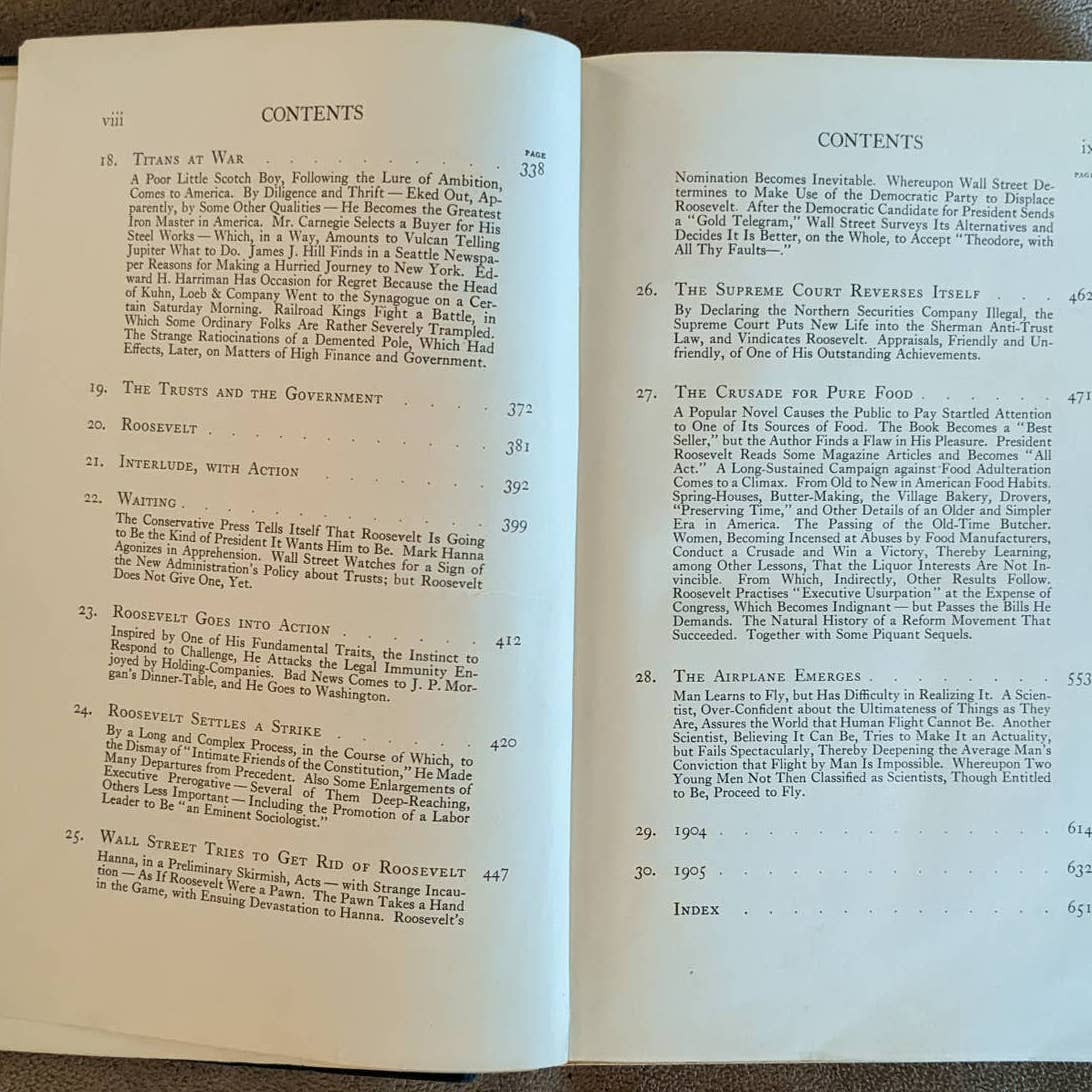 viii CONTENTS
PAGE
18. TITANS AT WAR . . . . . . . . . . 338
A Poor Little Scotch Boy, Following the Lure of Ambition,
Comes to America. By Diligence and Thrift — Eked Out, Ap-
parently, by Some Other Qualities — He Becomes the Greatest
Iron Master in America. Mr. Carnegie Selects a Buyer for His
Steel Works — Which, in a Way, Amounts to Vulcan Telling
Jupiter What to Do. James J. Hill Finds in a Seattle Newspa-
per Reasons for Making a Hurried Journey to New York. Ed-
ward H. Harriman Has Occasion for Regret Because the Head
of Kuhn, Loeb & Company Went to the Synagogue on a Cer-
tain Saturday Morning. Railroad Kings Fight a Battle, in
Which Some Ordinary Folks Are Rather Severely Trampled.
The Strange Ratiocinations of a Demented Pole, Which Had
Effects, Later, on Matters of High Finance and Government.
19. THE TRUSTS AND THE GOVERNMENT . . . . 372
20. ROOSEVELT . . . . . . . . . . . 381
21. INTERLUDE, WITH ACTION . . . . . . 392
22. WAITING . . . . . . . . . . . 399
The Conservative Press Tells Itself That Roosevelt Is Going
to Be the Kind of President It Wants Him to Be. Mark Hanna
Agonizes in Apprehension. Wall Street Watches for a Sign of
the New Administration's Policy about Trusts; but Roosevelt
Does Not Give One, Yet.
23. ROOSEVELT GOES INTO ACTION . . . . . . 412
Inspired by One of His Fundamental Traits, the Instinct to
Respond to Challenge, He Attacks the Legal Immunity En-
joyed by Holding-Companies. Bad News Comes to J. P. Mor-
gan's Dinner-Table, and He Goes to Washington.
24. ROOSEVELT SETTLES A STRIKE . . . . . . 420
By a Long and Complex Process, in the Course of Which, to
the Dismay of "Intimate Friends of the Constitution," He Made
Many Departures from Precedent. Also Some Enlargements of
Executive Prerogative — Several of Them Deep-Reaching,
Others Less Important — Including the Promotion of a Labor
Leader to Be "an Eminent Sociologist."
25. WALL STREET TRIES TO GET RID OF ROOSEVELT 447
Hanna, in a Preliminary Skirmish, Acts — with Strange Incau-
tion — As If Roosevelt Were a Pawn. The Pawn Takes a Hand
in the Game, with Ensuing Devastation to Hanna. Roosevelt's
CONTENTS ix
Nomination Becomes Inevitable. Whereupon Wall Street De-
termines to Make Use of the Democratic Party to Displace
Roosevelt. After the Democratic Candidate for President Sends
a "Gold Telegram," Wall Street Surveys Its Alternatives and
Decides It Is Better, on the Whole, to Accept "Theodore, with
All Thy Faults—."
26. THE SUPREME COURT REVERSES ITSELF . . . 462
By Declaring the Northern Securities Company Illegal, the
Supreme Court Puts New Life into the Sherman Anti-Trust
Law, and Vindicates Roosevelt. Appraisals, Friendly and Un-
friendly, of One of His Outstanding Achievements.
27. THE CRUSADE FOR PURE FOOD . . . . . . 471
A Popular Novel Causes the Public to Pay Startled Attention
to One of Its Sources of Food. The Book Becomes a "Best
Seller," but the Author Finds a Flaw in His Pleasure. President
Roosevelt Reads Some Magazine Articles and Becomes "All
Act." A Long-Sustained Campaign against Food Adulteration
Comes to a Climax. From Old to New in American Food Habits.
Spring-Houses, Butter-Making, the Village Bakery, Drovers,
"Preserving Time," and Other Details of an Older and Simpler
Era in America. The Passing of the Old-Time Butcher.
Women, Becoming Incensed at Abuses by Food Manufacturers,
Conduct a Crusade and Win a Victory, Thereby Learning,
among Other Lessons, That the Liquor Interests Are Not In-
vincible. From Which, Indirectly, Other Results Follow.
Roosevelt Practises "Executive Usurpation" at the Expense of
Congress, Which Becomes Indignant — but Passes the Bills He
Demands. The Natural History of a Reform Movement That
Succeeded. Together with Some Piquant Sequels.
28. THE AIRPLANE EMERGES . . . . . . . . 553
Man Learns to Fly, but Has Difficulty in Realizing It. A Scien-
tist, Over-Confident about the Ultimateness of Things as They
Are, Assures the World that Human Flight Cannot Be. Another
Scientist, Believing It Can Be, Tries to Make It an Actuality,
but Fails Spectacularly, Thereby Deepening the Average Man's
Conviction that Flight by Man Is Impossible. Whereupon Two
Young Men Not Then Classified as Scientists, Though Entitled
to Be, Proceed to Fly.
29. 1904 . . . . . . . . . . . . . 614
30. 1905 . . . . . . . . . . . . . 632
INDEX . . . . . . . . . . . . 651